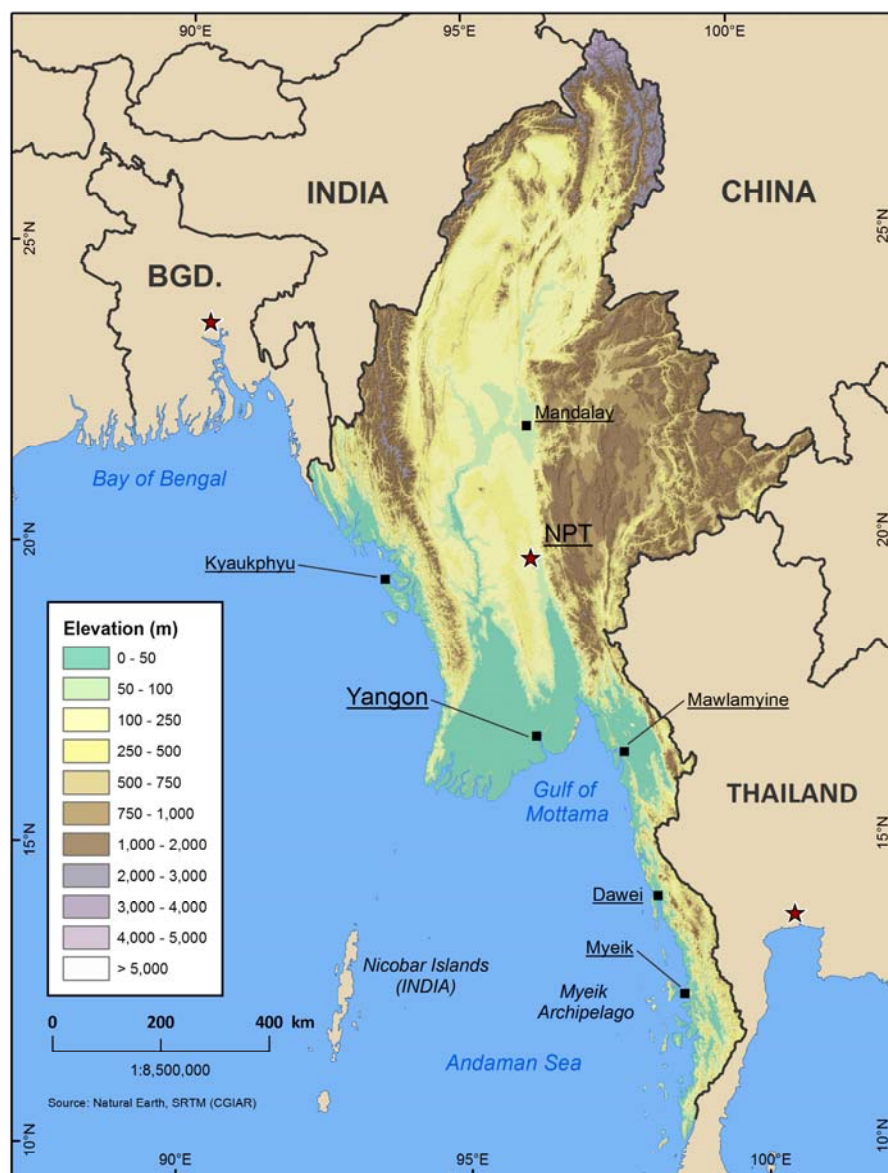 90°E
95°E
100°E
INDIA
CHINA
25°N
25°N
BGD.
Mandalay
Bay of Bengal
20°N
NPT
20°N
Kyaukphyu
Elevation (m)
0 - 50
50 - 100
100 - 250
250 - 500
500 - 750
750 - 1,000
1,000 - 2,000
2,000 - 3,000
3,000 - 4,000
4,000 - 5,000
> 5,000
Yangon
Mawlamyine
Gulf of
Mottama
THAILAND
15°N
15°N
Dawei
Myeik
Nicobar Islands
(INDIA)
Myeik
Archipelago
0 200 400 km
1:8,500,000
Andaman Sea
Source: Natural Earth, SRTM (CGIAR)
10°N
10°N
90°E
95°E
100°E